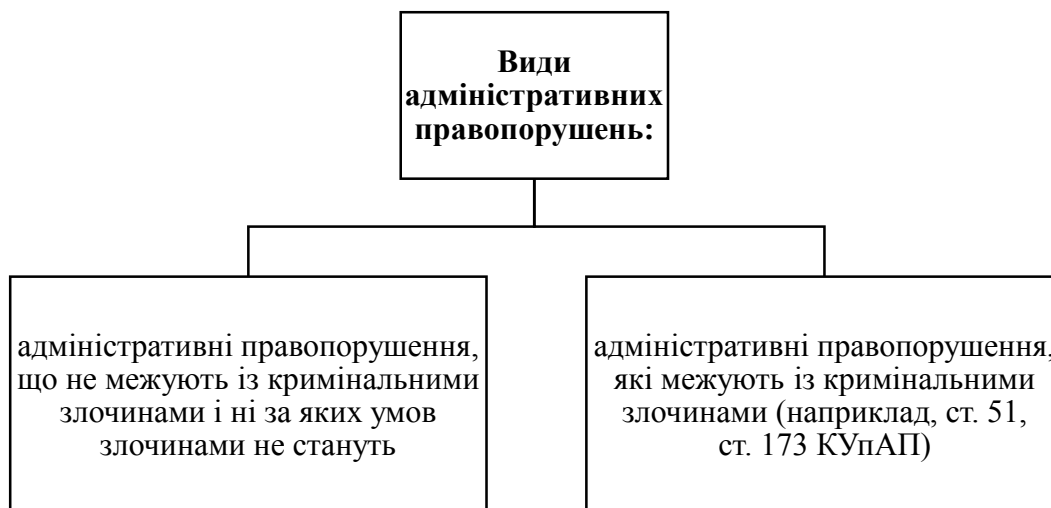 Види
адміністративних
правопорушень:
адміністративні правопорушення,
що не межують із кримінальними
злочинами і ні за яких умов
злочинами не стануть
адміністративні правопорушення,
які межують із кримінальними
злочинами (наприклад, ст. 51,
ст. 173 КУпАП)